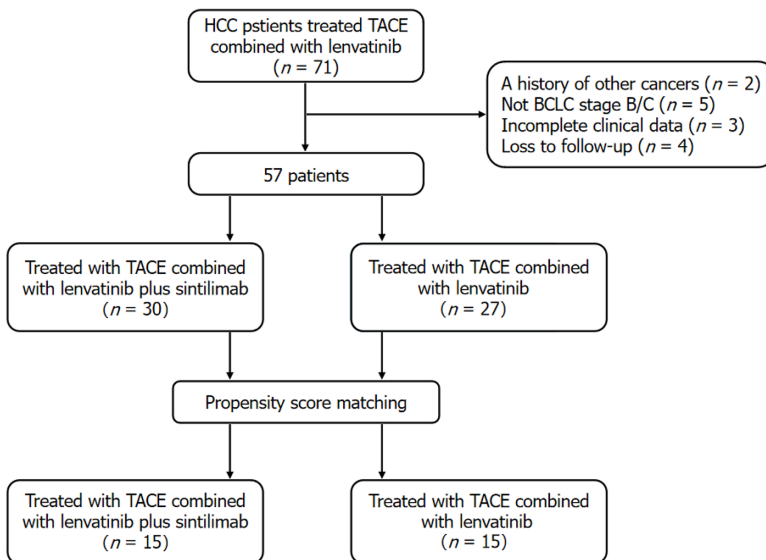 HCC pstients treated TACE
combined with lenvatinib
(n = 71)
A history of other cancers (n = 2)
Not BCLC stage B/C (n = 5)
Incomplete clinical data (n = 3)
Loss to follow-up (n = 4)
57 patients
Treated with TACE combined
with lenvatinib plus sintilimab
(n = 30)
Treated with TACE combined
with lenvatinib
(n = 27)
Propensity score matching
Treated with TACE combined
with lenvatinib plus sintilimab
(n = 15)
Treated with TACE combined
with lenvatinib
(n = 15)